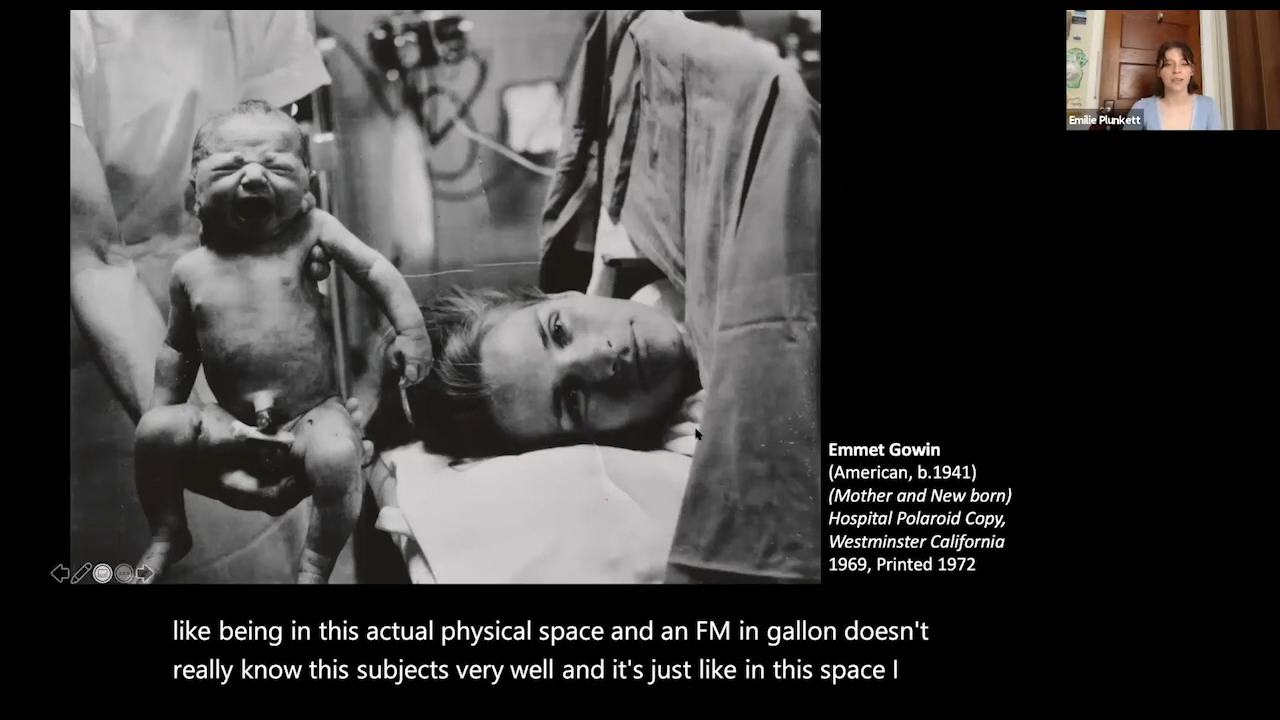 Emilie Plunkett
Emmet Gowin
(American, b.1941)
(Mother and New born)
Hospital Polaroid Copy,
Westminster California
1969, Printed 1972
like being in this actual physical space and an FM in gallon doesn't
really know this subjects very well and it's just like in this space I